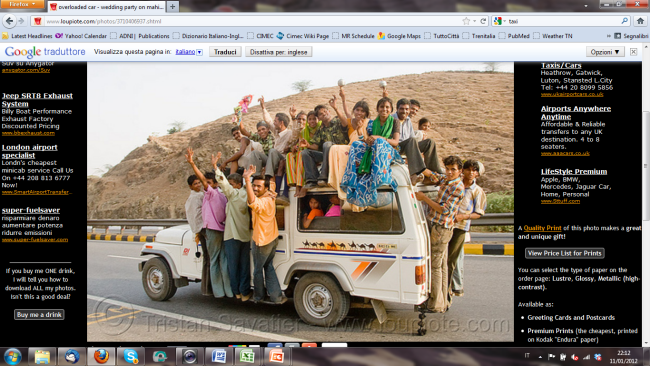 overloaded car - wedding party on mahi...
www.loupiote.com/photos/3710406937.shtml
taxi
Latest Headlines
Yahoo! Calendar
ADN|| Publications
Dizionario Italiano-Ingl...
CIMEC
Cimec Site
MR Schedule
Google Maps
TuttoCittà
Trenitalia
PubMed
Weather TN
Segnalibri
Google traduttore
Visualizza questa pagina in: italiano
Traduci
Disattiva per: inglese
Opzioni
SUV su Anygator
anygator.com/Suv
Jeep SRT8 Exhaust
System
Billy Boat Performance
Exhaust Factory
Discounted Pricing
www.bbexhaust.com
London airport
specialist
Londn's cheapest
minicab service Call Us
On +44 208 813 6777
Now!
www.SmartAirportTransfer...
super-fuelsaver
risparmiare denaro
aumentare potenza
ridurre emissioni
www.super-fuelsaver.com
If you buy me ONE drink,
I will tell you how to
download ALL my photos.
Isn't this a good deal?
Buy me a drink
© Tristan Savatier - www.loupiote.com
Taxis/Cars
Heathrow, Gatwick,
Luton, Stansted L.City
Tel: +44 20 8099 5856
www.ukairportcars.co.uk
Airports Anywhere
Anytime
Affordable & Reliable
transfers to any UK
destination. 4 to 8
seaters.
www.aaacars.co.uk
LifeStyle Premium
Apple, BMW,
Mercedes, Jaguar Car,
Home, Personal
www.Stuff.com
A Quality Print of this photo makes a great
and unique gift!
View Price List for Prints
You can select the type of paper on the
order page: Lustre, Glossy, Metallic (high-
contrast).
Available as:
• Greeting Cards and Postcards
• Premium Prints (the cheapest, printed
on Kodak "Endura" paper)
Firefox
IT
22:12
11/01/2012